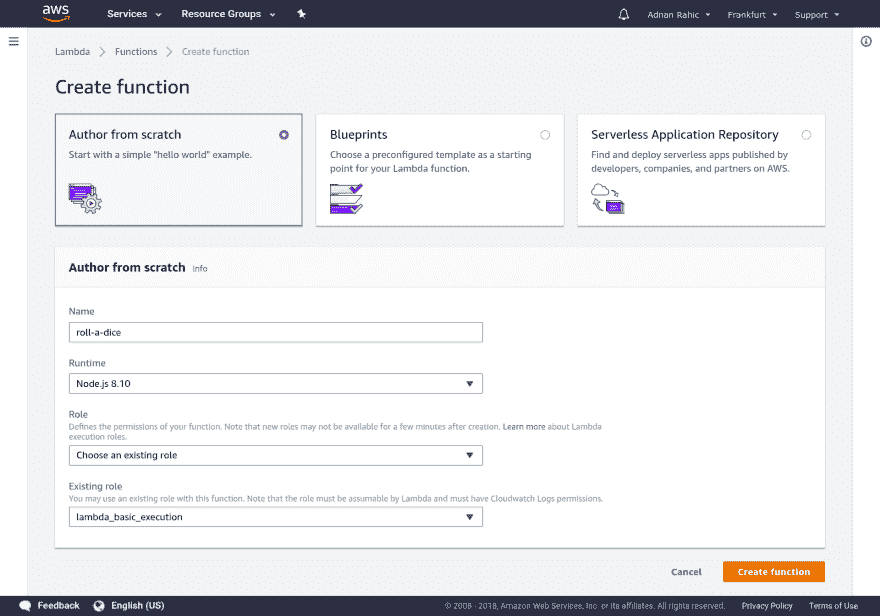 aws Services Resource Groups Adnan Rahic Frankfurt Support
Lambda Functions Create function
Create function
Author from scratch
Start with a simple "hello world" example.
Blueprints
Choose a preconfigured template as a starting
point for your Lambda function.
Serverless Application Repository
Find and deploy serverless apps published by
developers, companies, and partners on AWS.
Author from scratch Info
Name
roll-a-dice
Runtime
Node.js 8.10
Role
Defines the permissions of your function. Note that new roles may not be available for a few minutes after creation. Learn more about Lambda
execution roles.
Choose an existing role
Existing role
You may use an existing role with this function. Note that the role must be assumable by Lambda and must have Cloudwatch Logs permissions.
lambda_basic_execution
Cancel Create function
Feedback English (US) © 2008 - 2018, Amazon Web Services, Inc. or its affiliates. All rights reserved. Privacy Policy Terms of Use